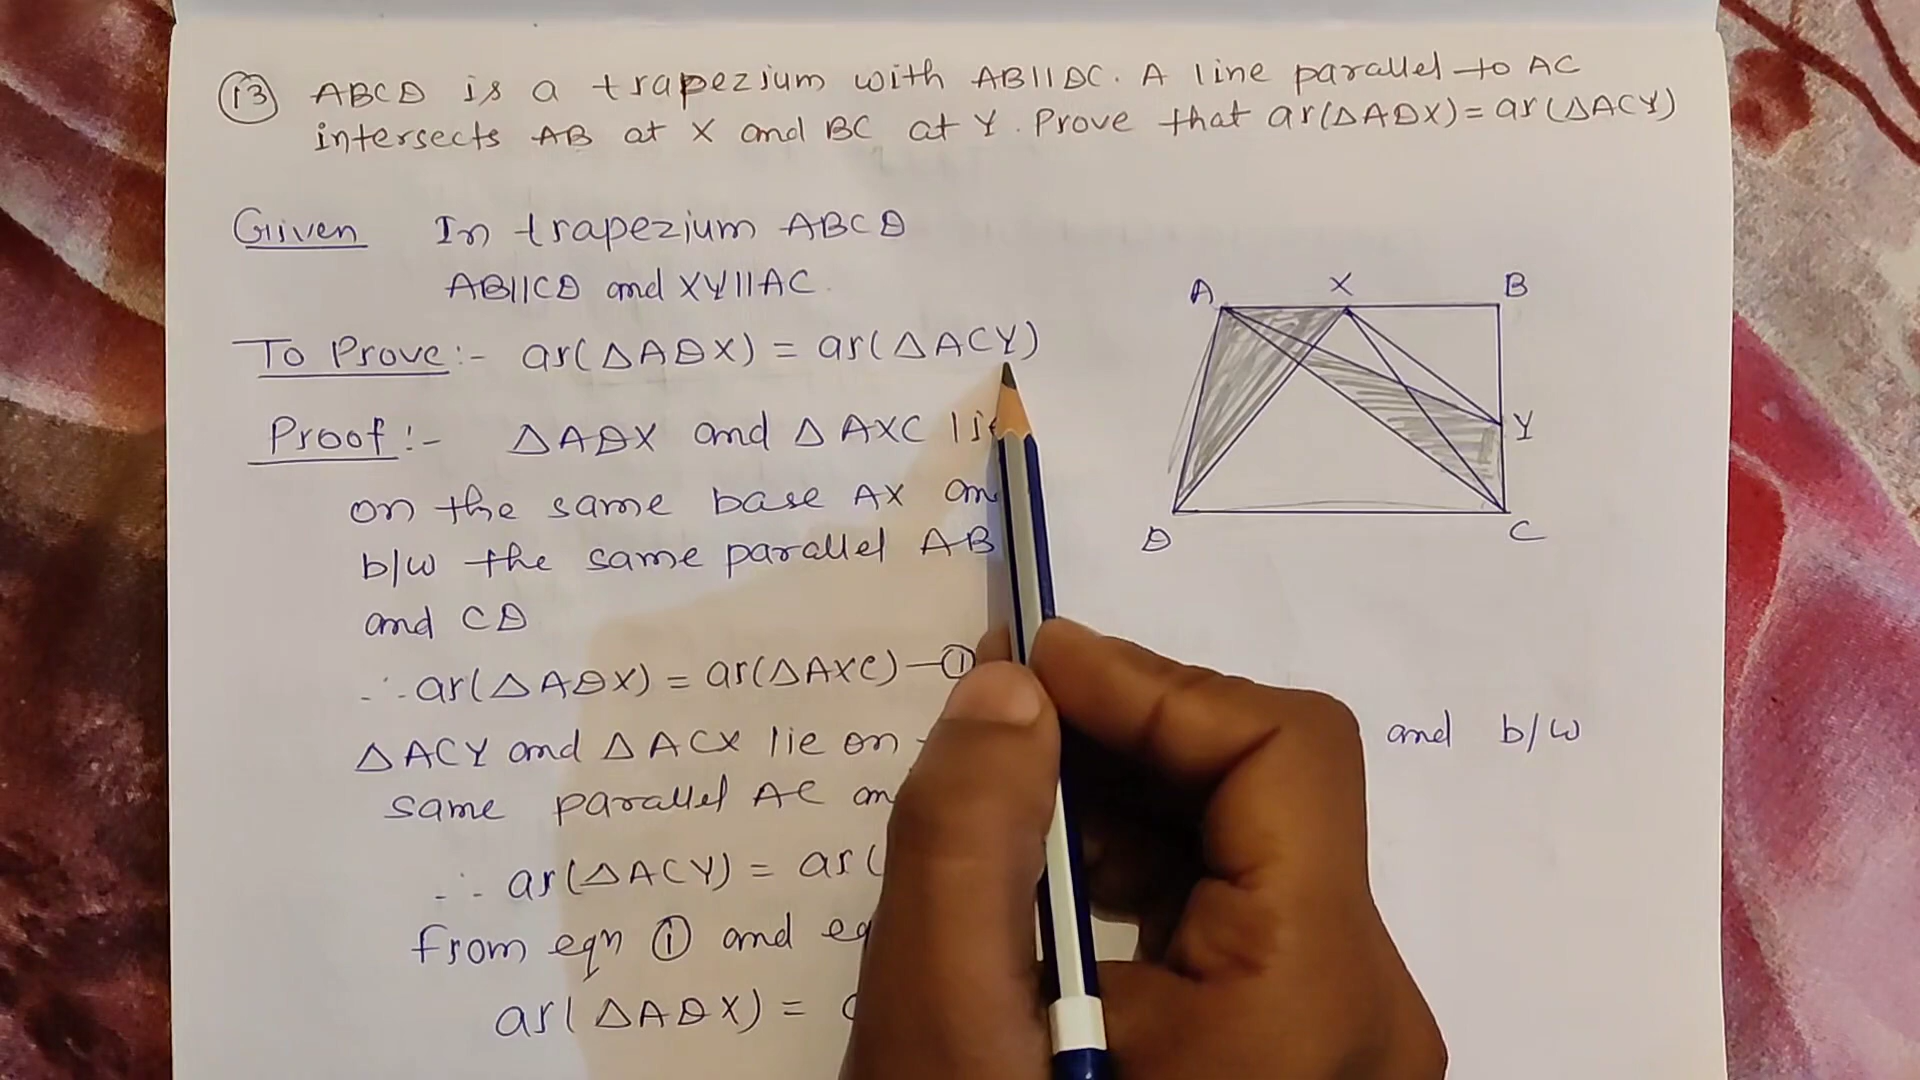 13 ABCD is a trapezium with AB||DC. A line parallel to AC
intersects AB at X and BC at Y. Prove that ar(△ADX)=ar(△ACY)
Given In trapezium ABCD
AB||CD and XY||AC.
To Prove:- ar(△ADX) = ar(△ACY)
Proof:- △ADX and △AXC
on the same base AX
b/w the same parallel AB
and CD
∴ ar(△ADX) = ar(△AXC) — ①
△ACY and △ACX lie on and b/w
same parallel AC
∴ ar(△ACY) = ar(
from eqn ① and
ar(△ADX) =
A X B
Y
D C